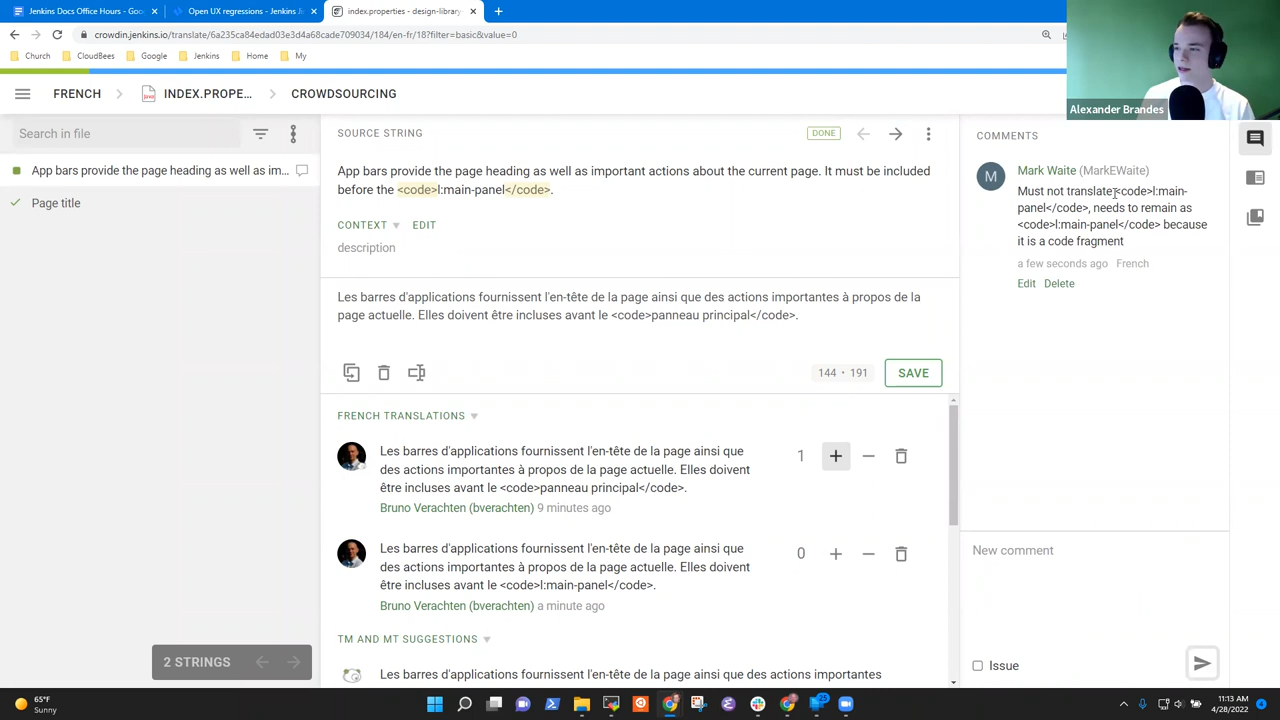 Jenkins Docs Office Hours - G
Open UX regressions - Jenkins Ji
index.properties - design-library-
crowdin.jenkins.io/translate/6a235ca84edad03e3d4a68cade709034/184/en-fr/18?filter=basic&value=0
Church
CloudBees
Google
Jenkins
Home
My
Alexander Brandes
FRENCH
INDEX.PROPE...
CROWDSOURCING
Search in file
App bars provide the page heading as well as im...
Page title
2 STRINGS
SOURCE STRING
DONE
App bars provide the page heading as well as important actions about the current page. It must be included
before the <code>l:main-panel</code>.
CONTEXT
EDIT
description
Les barres d'applications fournissent l'en-tête de la page ainsi que des actions importantes à propos de la
page actuelle. Elles doivent être incluses avant le <code>panneau principal</code>.
144 • 191
SAVE
FRENCH TRANSLATIONS
Les barres d'applications fournissent l'en-tête de la page ainsi que
des actions importantes à propos de la page actuelle. Elles doivent
être incluses avant le <code>panneau principal</code>.
1
Bruno Verachten (bverachten) 9 minutes ago
Les barres d'applications fournissent l'en-tête de la page ainsi que
des actions importantes à propos de la page actuelle. Elles doivent
être incluses avant le <code>l:main-panel</code>.
0
Bruno Verachten (bverachten) a minute ago
TM AND MT SUGGESTIONS
Les barres d'applications fournissent l'en-tête de la page ainsi que des actions importantes
COMMENTS
M
Mark Waite (MarkEWaite)
Must not translate <code>l:main-
panel</code>, needs to remain as
<code>l:main-panel</code> because
it is a code fragment
a few seconds ago French
Edit Delete
New comment
Issue
65°F
Sunny
25
11:13 AM
4/28/2022
4